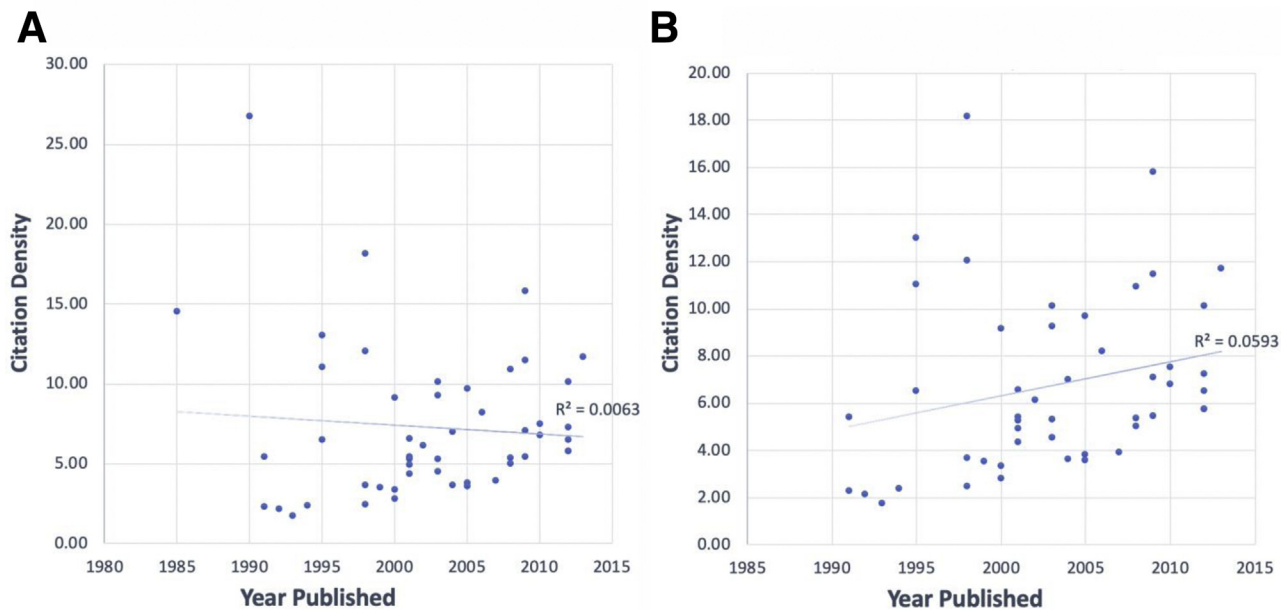 A
30.00
25.00
20.00
15.00
10.00
5.00
0.00
Citation Density
R² = 0.0063
1980 1985 1990 1995 2000 2005 2010 2015
Year Published
B
20.00
18.00
16.00
14.00
12.00
10.00
8.00
6.00
4.00
2.00
0.00
Citation Density
R² = 0.0593
1985 1990 1995 2000 2005 2010 2015
Year Published